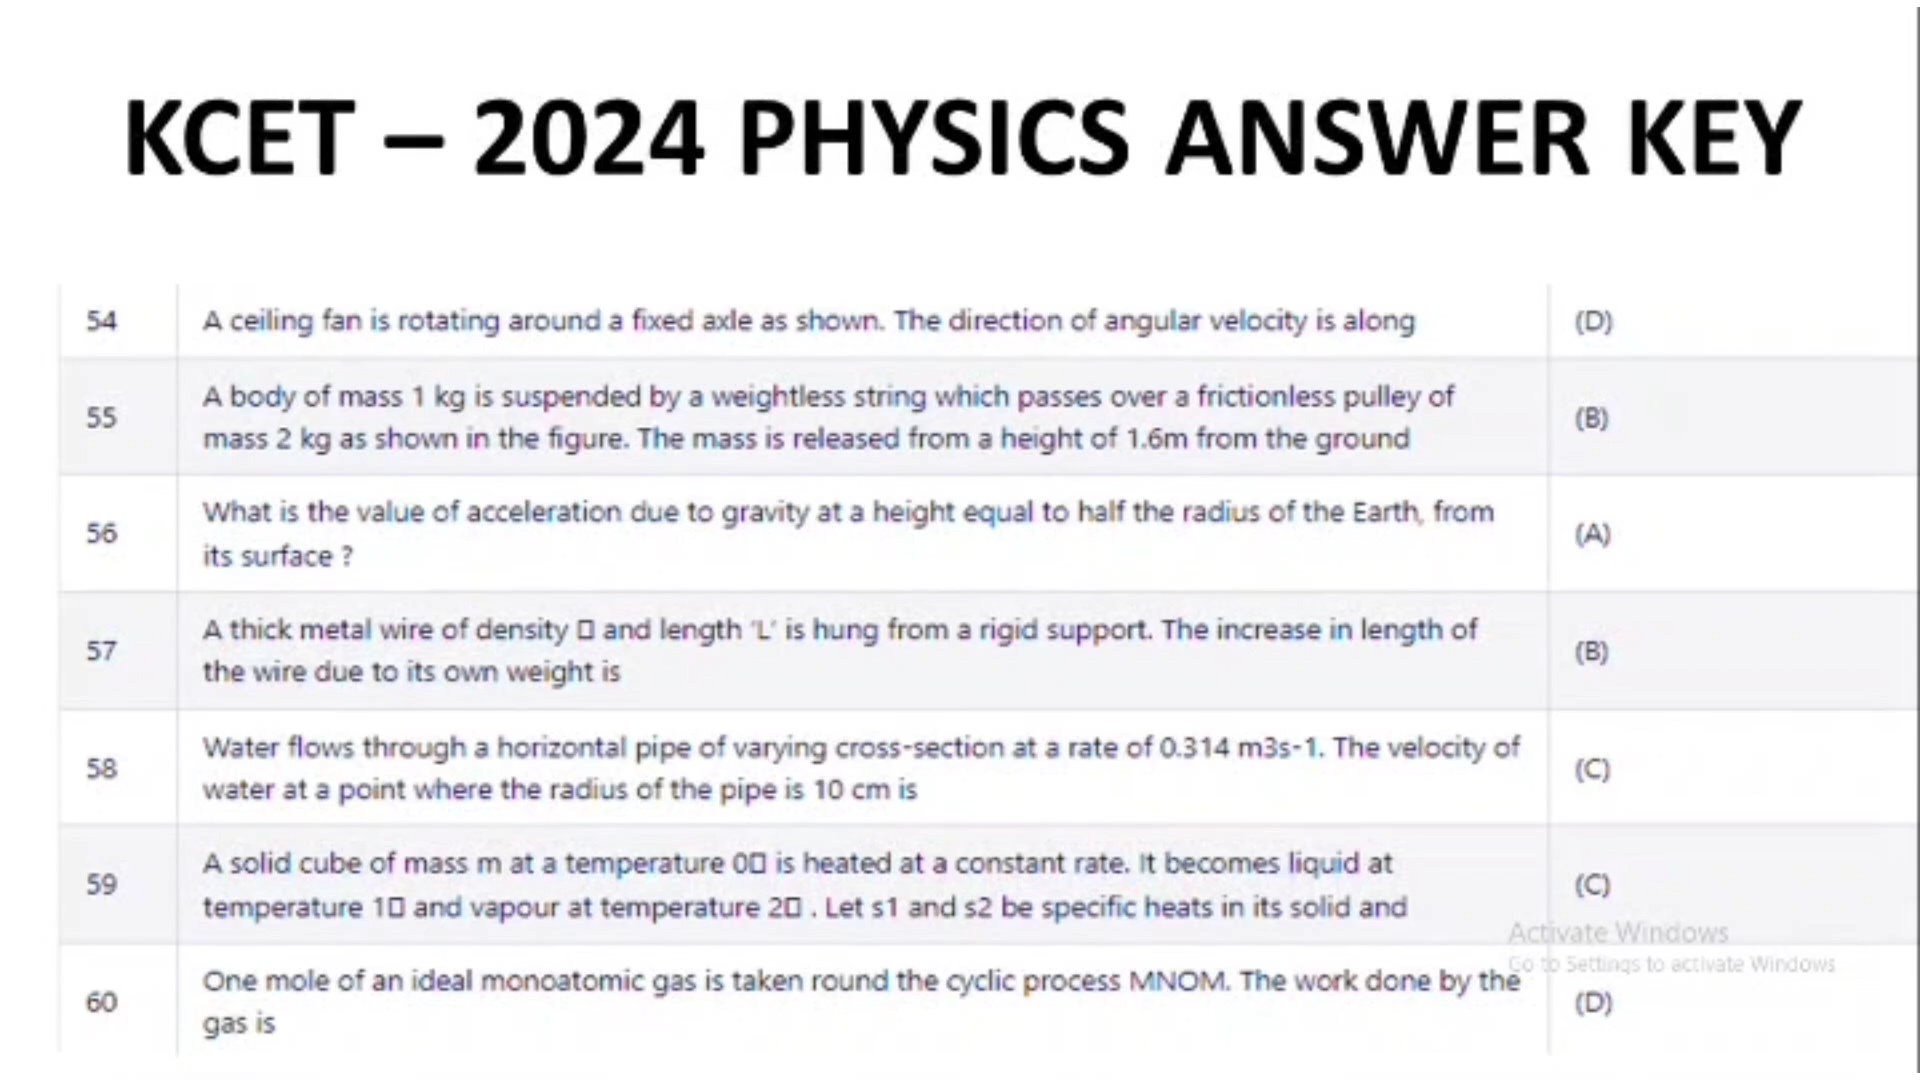 KCET – 2024 PHYSICS ANSWER KEY
54 A ceiling fan is rotating around a fixed axle as shown. The direction of angular velocity is along (D)
55 A body of mass 1 kg is suspended by a weightless string which passes over a frictionless pulley of
mass 2 kg as shown in the figure. The mass is released from a height of 1.6m from the ground (B)
56 What is the value of acceleration due to gravity at a height equal to half the radius of the Earth, from
its surface ? (A)
57 A thick metal wire of density □ and length 'L' is hung from a rigid support. The increase in length of
the wire due to its own weight is (B)
58 Water flows through a horizontal pipe of varying cross-section at a rate of 0.314 m3s-1. The velocity of
water at a point where the radius of the pipe is 10 cm is (C)
59 A solid cube of mass m at a temperature 0□ is heated at a constant rate. It becomes liquid at
temperature 1□ and vapour at temperature 2□ . Let s1 and s2 be specific heats in its solid and (C)
Activate Windows
Go to Settings to activate Windows
60 One mole of an ideal monoatomic gas is taken round the cyclic process MNOM. The work done by the
gas is (D)